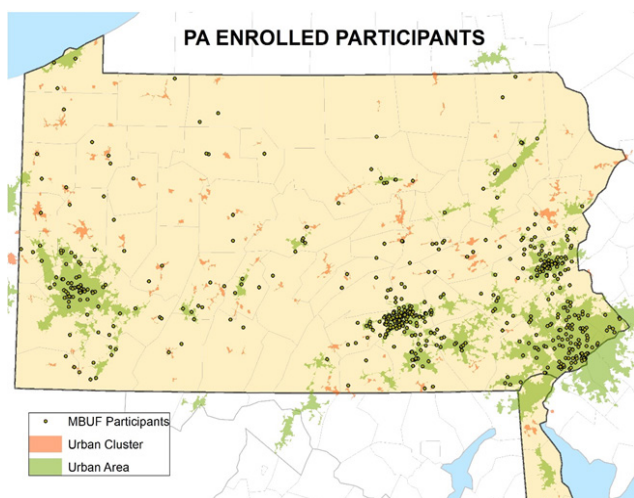 PA ENROLLED PARTICIPANTS
MBUF Participants
Urban Cluster
Urban Area